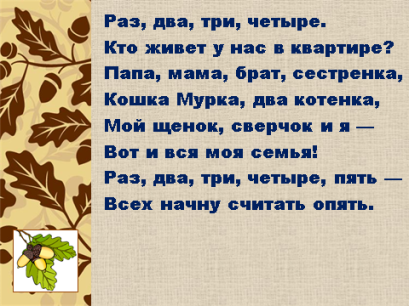 Раз, два, три, четыре.
Кто живет у нас в квартире?
Папа, мама, брат, сестренка,
Кошка Мурка, два котенка,
Мой щенок, сверчок и я —
Вот и вся моя семья!
Раз, два, три, четыре, пять —
Всех начну считать опять.